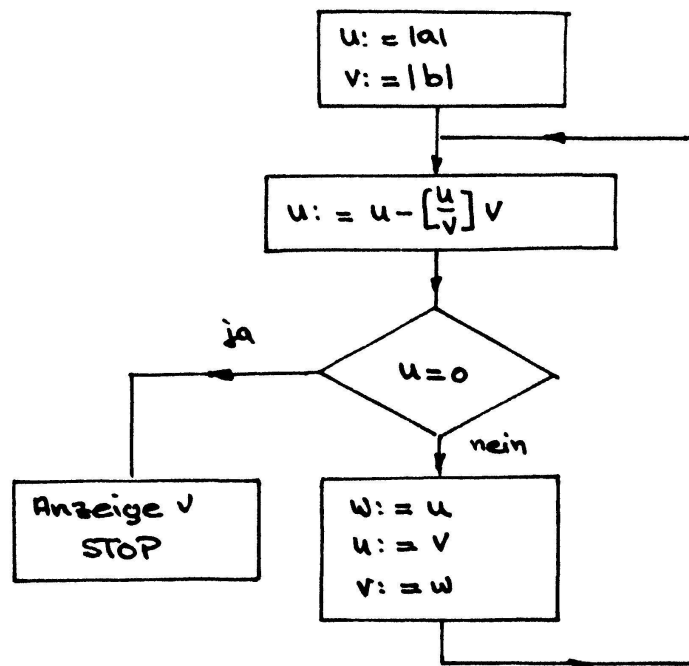 u: = |a|
v: = |b|
u: = u - [u/v] v
u = 0
ja
nein
Anzeige v
STOP
w: = u
u: = v
v: = w